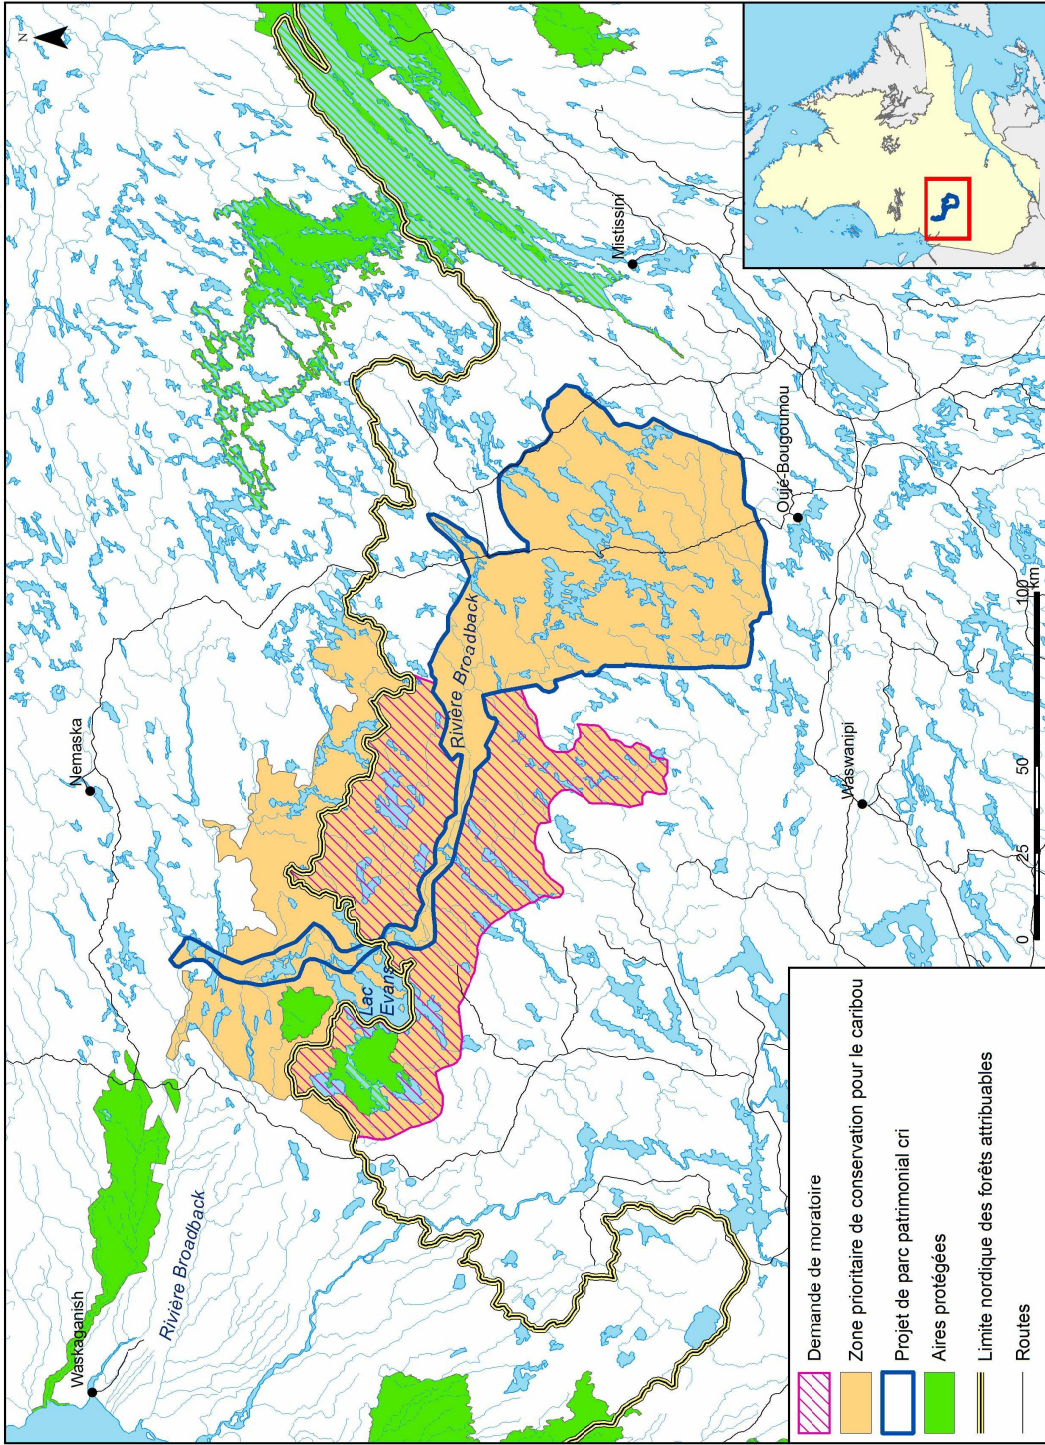 N
Nemaska
Waskaganish
Rivière Broadback
Lac
Evans
Rivière Broadback
Mistissini
Oujé-Bougoumou
Waswanipi
0
25
50
100
km
Demande de moratoire
Zone prioritaire de conservation pour le caribou
Projet de parc patrimonial cri
Aires protégées
Limite nordique des forêts attribuables
Routes